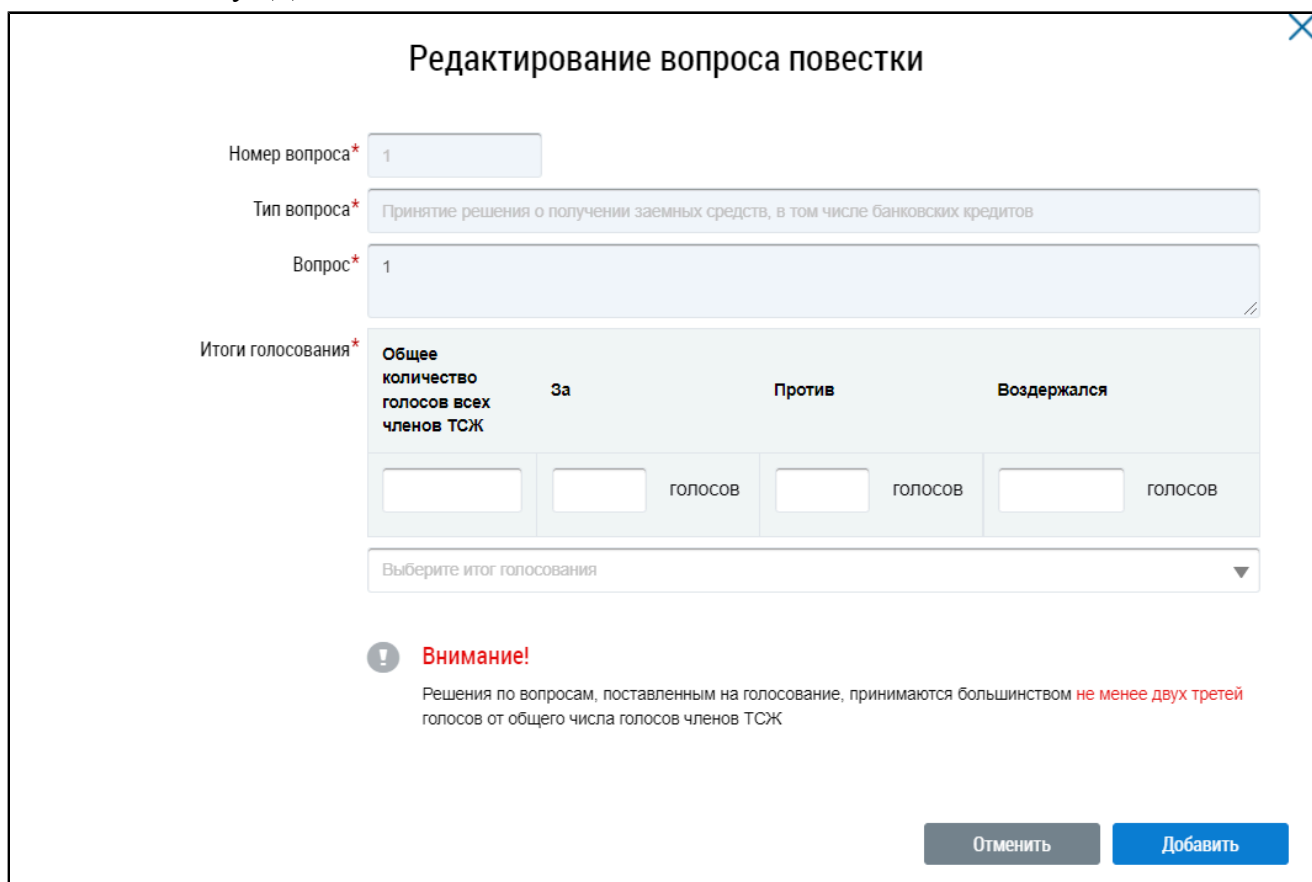 Редактирование вопроса повестки
Номер вопроса* 1
Тип вопроса* Принятие решения о получении заемных средств, в том числе банковских кредитов
Вопрос* 1
Итоги голосования*
Общее
количество
голосов всех
членов ТСЖ
За Против Воздержался
голосов голосов голосов
Выберите итог голосования
Внимание!
Решения по вопросам, поставленным на голосование, принимаются большинством не менее двух третей
голосов от общего числа голосов членов ТСЖ
Отменить Добавить